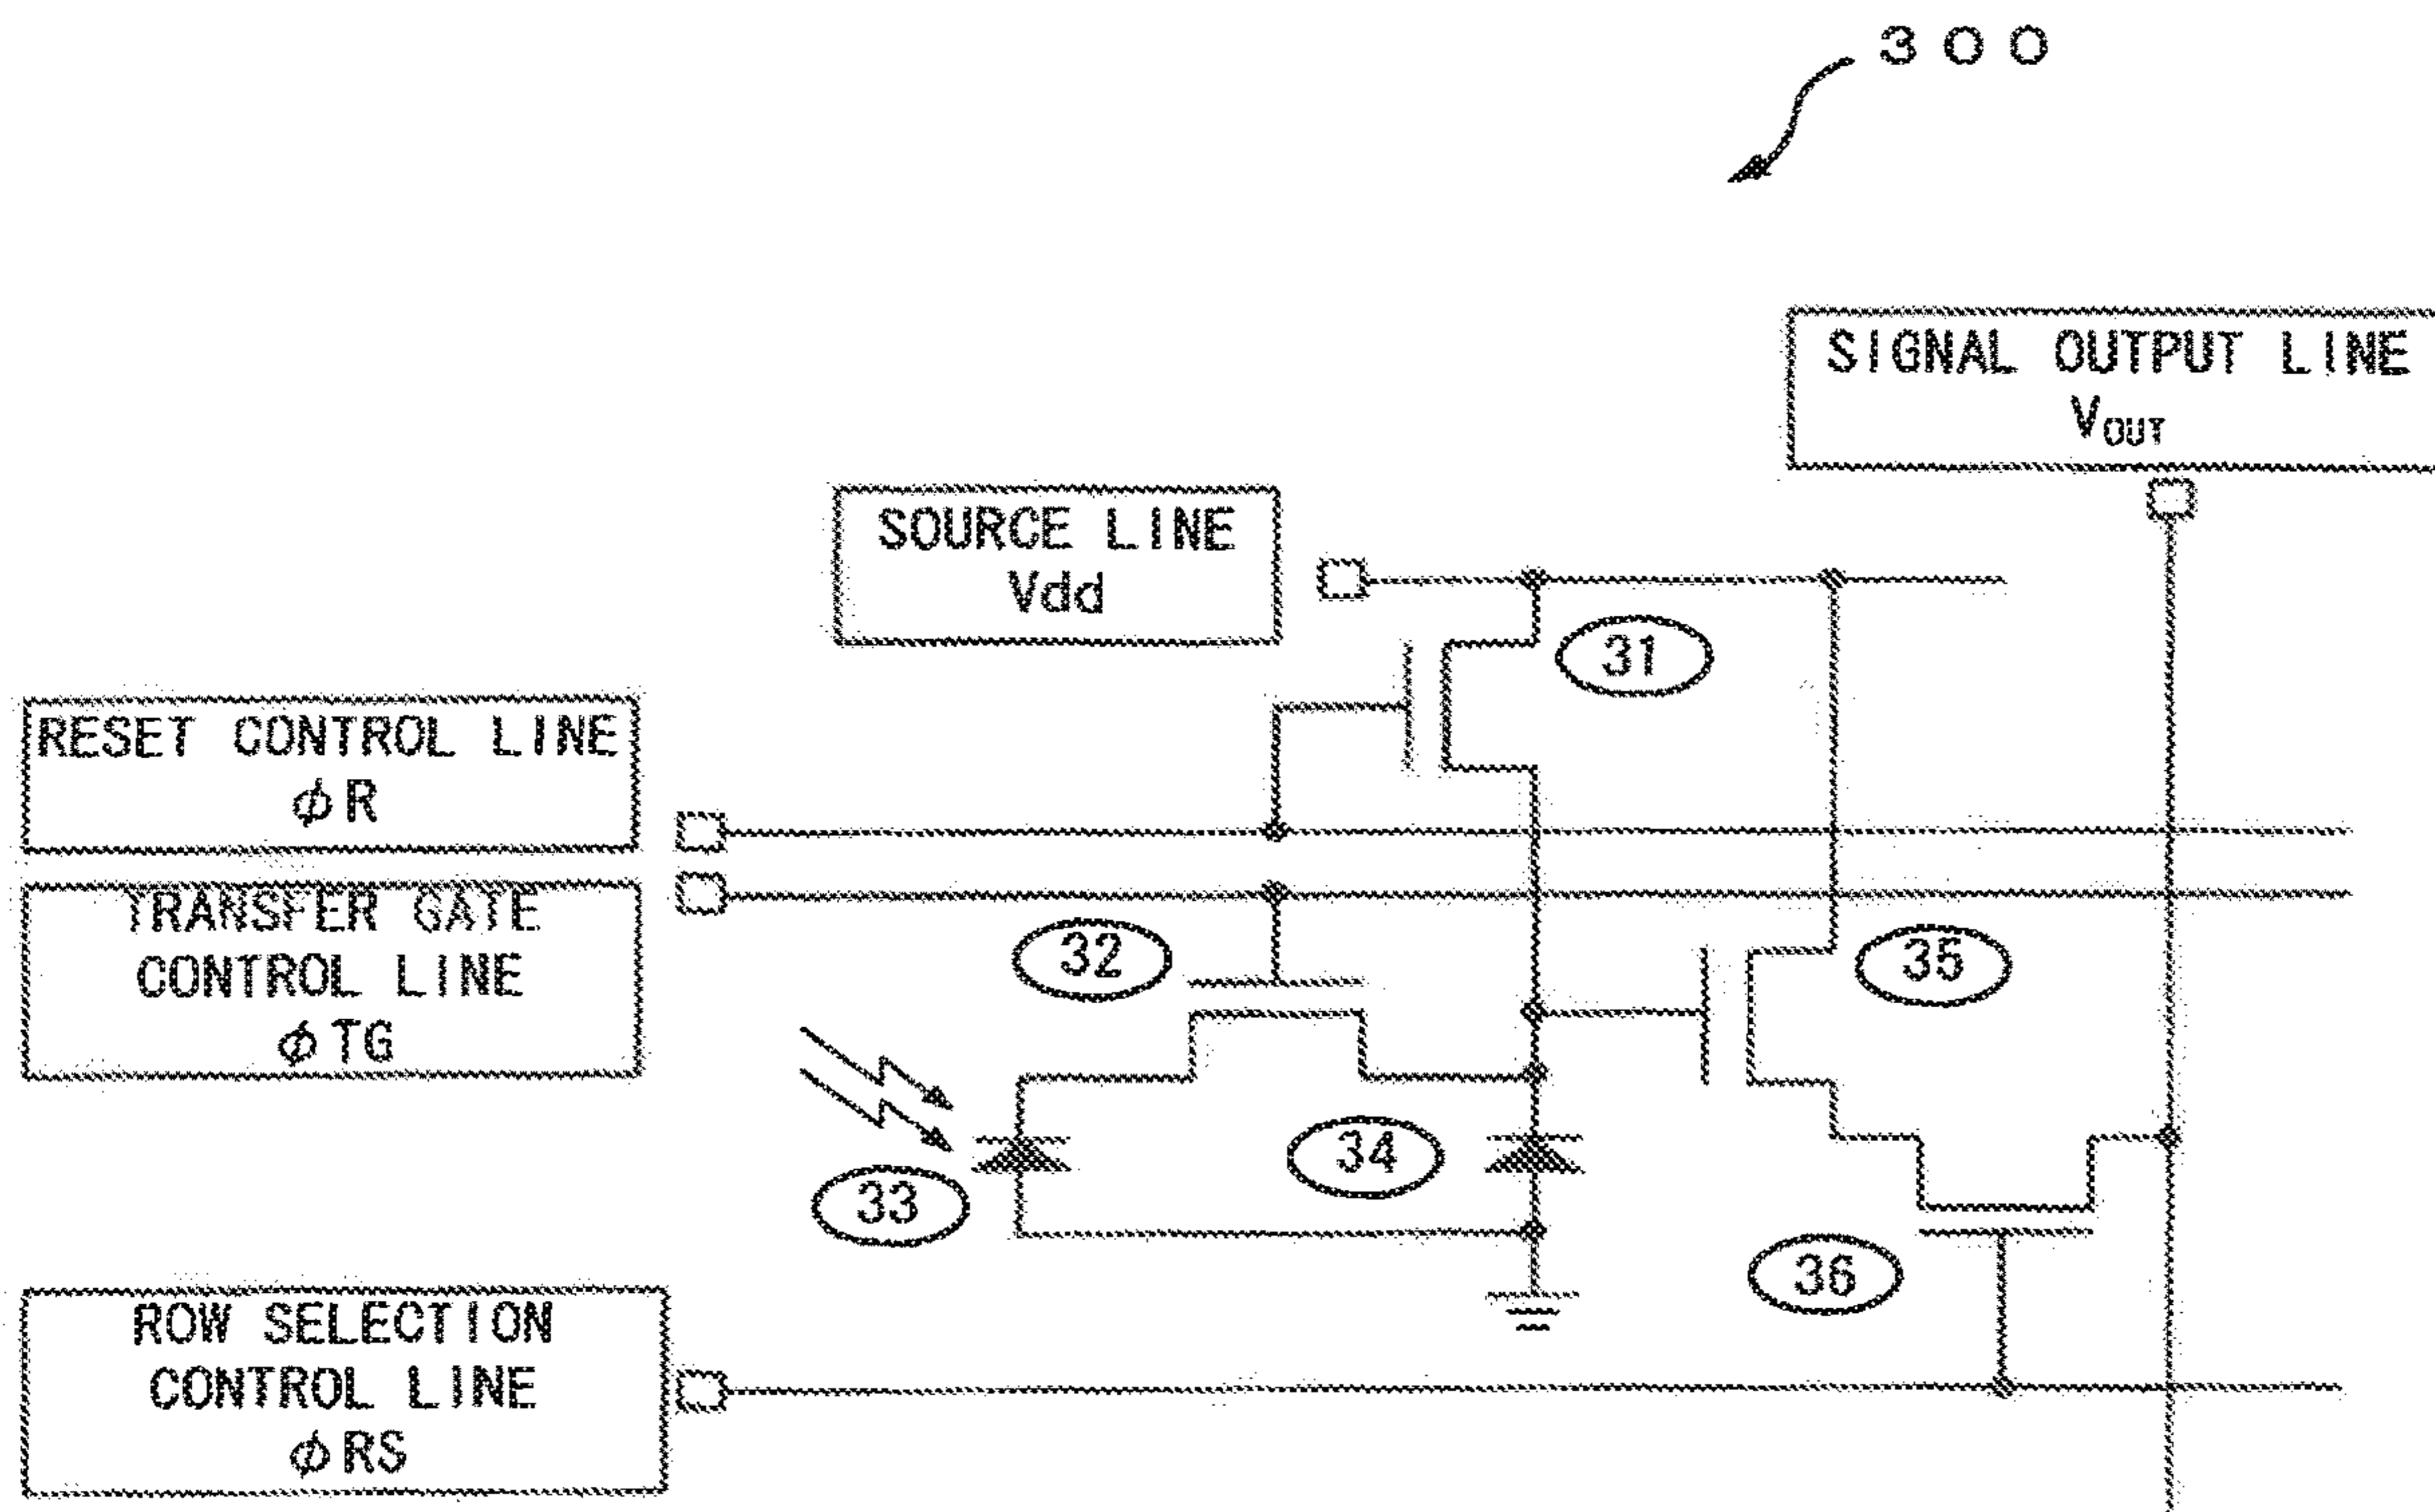 300
SIGNAL OUTPUT LINE
VOUT
SOURCE LINE
Vdd
31
RESET CONTROL LINE
φR
TRANSFER GATE
CONTROL LINE
φTG
32
35
33
34
36
ROW SELECTION
CONTROL LINE
φRS